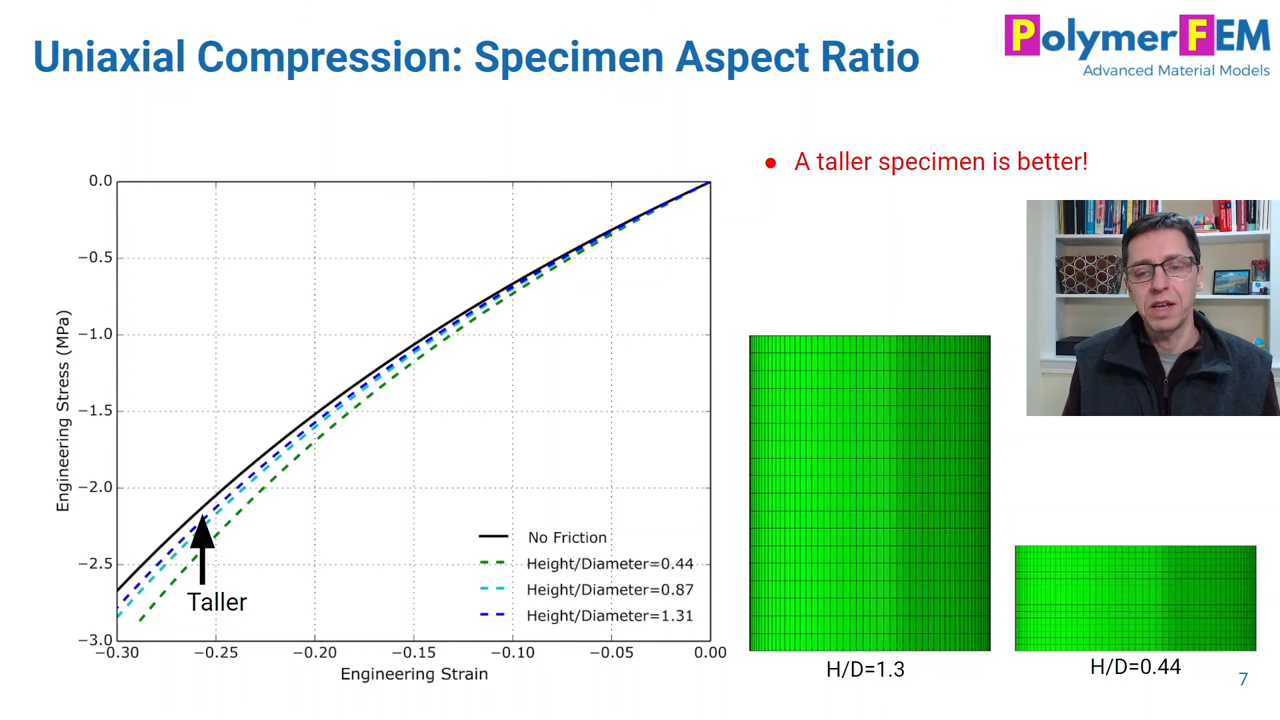 Uniaxial Compression: Specimen Aspect Ratio
PolymerFEM
Advanced Material Models
● A taller specimen is better!
0.0
−0.5
−1.0
−1.5
−2.0
−2.5
−3.0
Engineering Stress (MPa)
−0.30
−0.25
−0.20
−0.15
−0.10
−0.05
0.00
Engineering Strain
Taller
No Friction
Height/Diameter=0.44
Height/Diameter=0.87
Height/Diameter=1.31
H/D=1.3
H/D=0.44
7